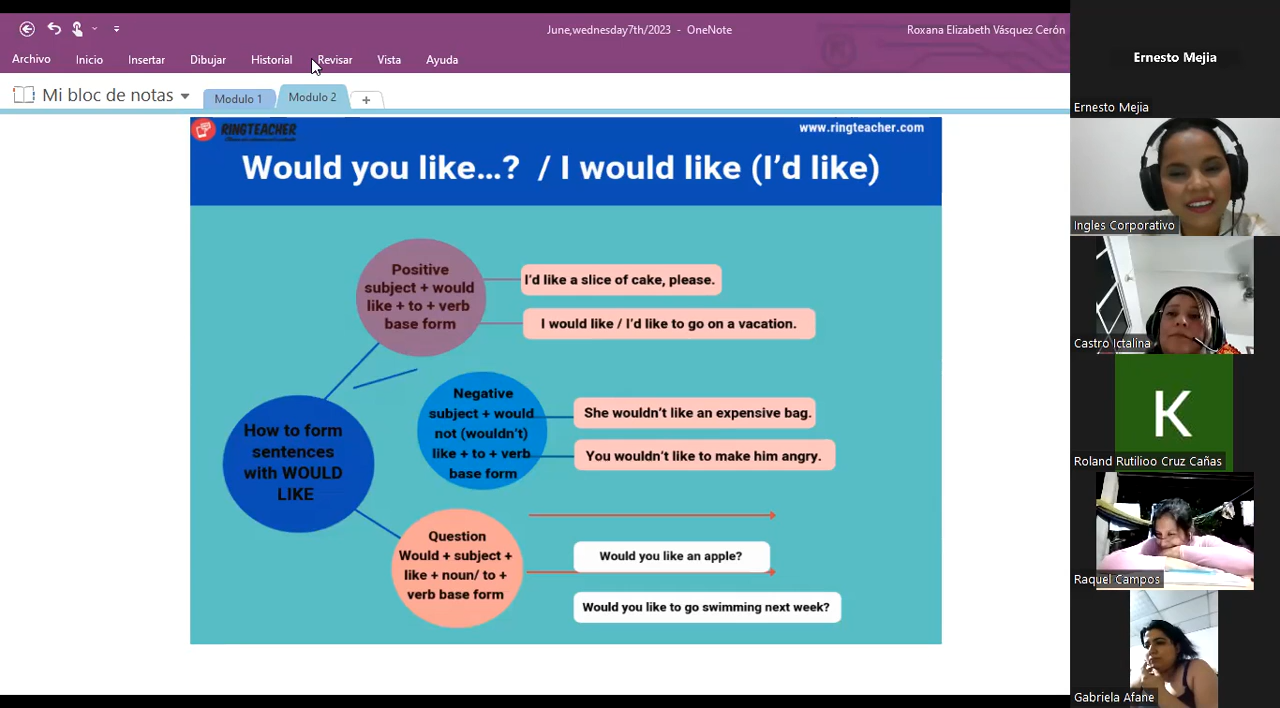 June,wednesday7th/2023 - OneNote
Roxana Elizabeth Vásquez Cerón
Archivo Inicio Insertar Dibujar Historial Revisar Vista Ayuda
Mi bloc de notas Modulo 1 Modulo 2 +
RINGTEACHER
www.ringteacher.com
Would you like...? / I would like (I'd like)
Positive
subject + would
like + to + verb
base form
I'd like a slice of cake, please.
I would like / I'd like to go on a vacation.
How to form
sentences
with WOULD
LIKE
Negative
subject + would
not (wouldn't)
like + to + verb
base form
She wouldn't like an expensive bag.
You wouldn't like to make him angry.
Question
Would + subject +
like + noun/ to +
verb base form
Would you like an apple?
Would you like to go swimming next week?
Ernesto Mejia
Ernesto Mejia
Ingles Corporativo
Castro Ictalina
K
Roland Rutilioo Cruz Cañas
Raquel Campos
Gabriela Afane